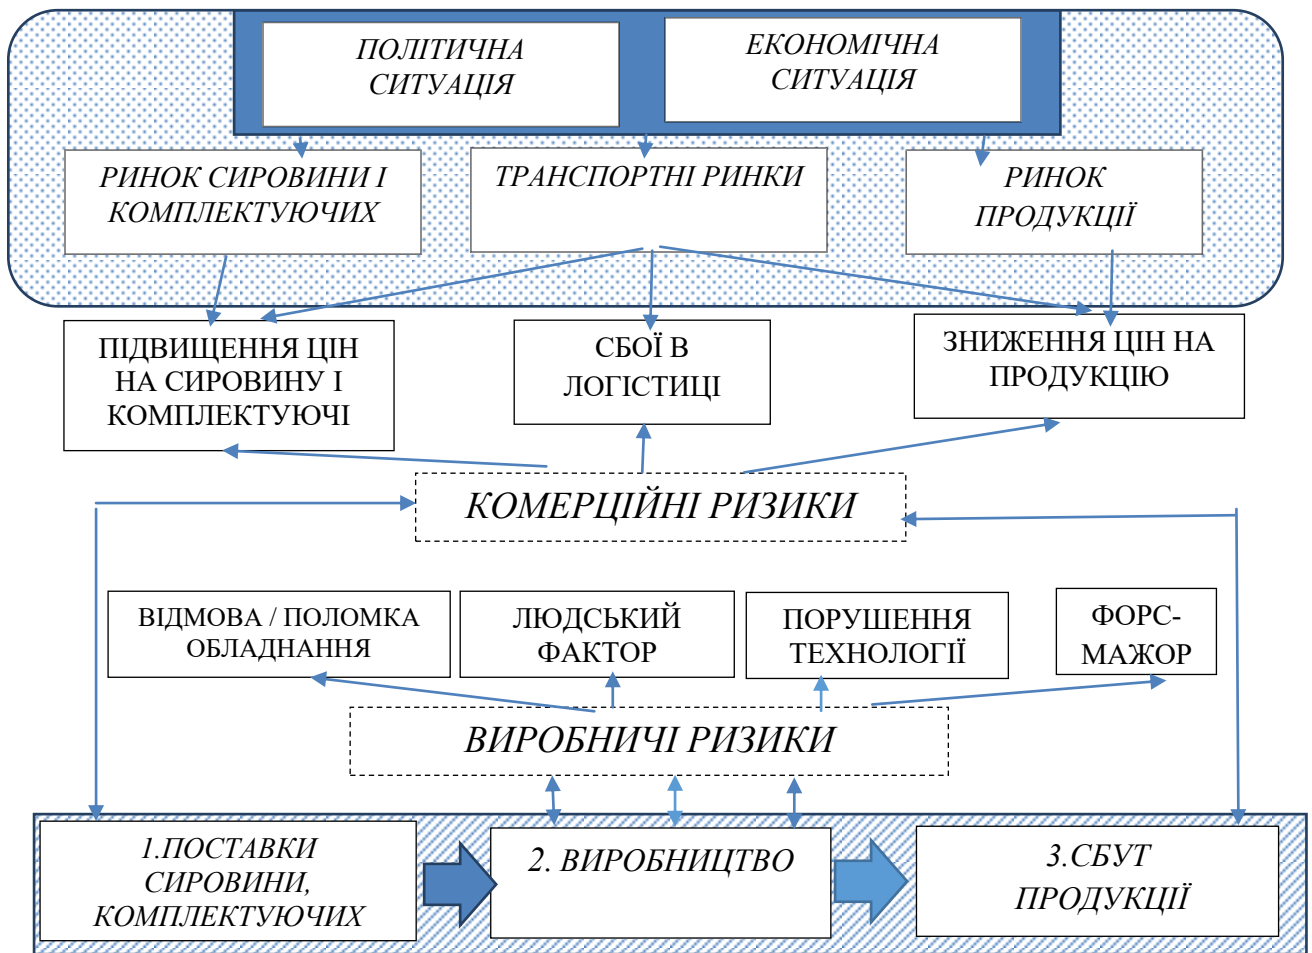 ПОЛІТИЧНА
СИТУАЦІЯ
ЕКОНОМІЧНА
СИТУАЦІЯ
РИНОК СИРОВИНИ І
КОМПЛЕКТУЮЧИХ
ТРАНСПОРТНІ РИНКИ
РИНОК
ПРОДУКЦІЇ
ПІДВИЩЕННЯ ЦІН
НА СИРОВИНУ І
КОМПЛЕКТУЮЧІ
СБОЇ В
ЛОГІСТИЦІ
ЗНИЖЕННЯ ЦІН НА
ПРОДУКЦІЮ
КОМЕРЦІЙНІ РИЗИКИ
ВІДМОВА / ПОЛОМКА
ОБЛАДНАННЯ
ЛЮДСЬКИЙ
ФАКТОР
ПОРУШЕННЯ
ТЕХНОЛОГІЇ
ФОРС-
МАЖОР
ВИРОБНИЧІ РИЗИКИ
1.ПОСТАВКИ
СИРОВИНИ,
КОМПЛЕКТУЮЧИХ
2. ВИРОБНИЦТВО
3.СБУТ
ПРОДУКЦІЇ